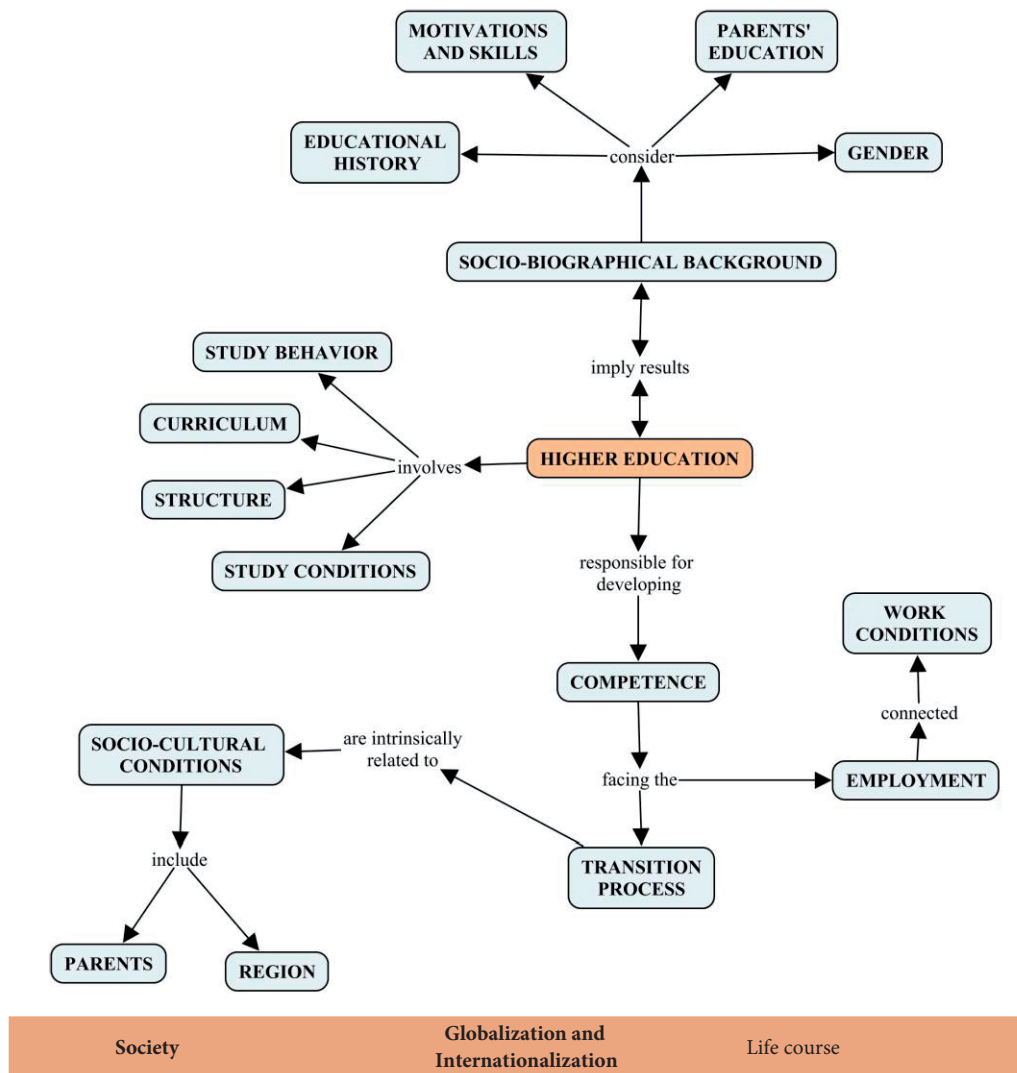 MOTIVATIONS
AND SKILLS
PARENTS'
EDUCATION
EDUCATIONAL
HISTORY
consider
GENDER
SOCIO-BIOGRAPHICAL BACKGROUND
imply results
STUDY BEHAVIOR
CURRICULUM
involves
HIGHER EDUCATION
STRUCTURE
STUDY CONDITIONS
responsible for
developing
WORK
CONDITIONS
COMPETENCE
connected
SOCIO-CULTURAL
CONDITIONS
are intrinsically
related to
facing the
EMPLOYMENT
TRANSITION
PROCESS
include
PARENTS
REGION
Society
Globalization and
Internationalization
Life course